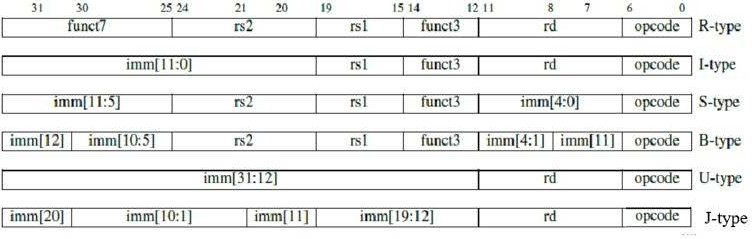 31 30 25 24 21 20 19 15 14 12 11 8 7 6 0
funct7 rs2 rs1 funct3 rd opcode R-type
imm[11:0] rs1 funct3 rd opcode I-type
imm[11:5] rs2 rs1 funct3 imm[4:0] opcode S-type
imm[12] imm[10:5] rs2 rs1 funct3 imm[4:1] imm[11] opcode B-type
imm[31:12] rd opcode U-type
imm[20] imm[10:1] imm[11] imm[19:12] rd opcode J-type